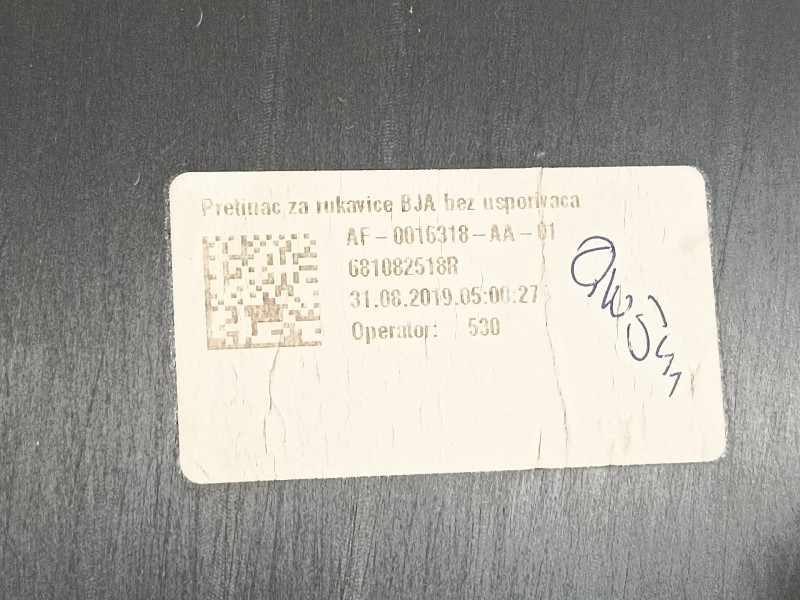 Pretinac za rukavice BJA bez usporivaca
AF-0016318-AA-01
681082518R
31.08.2019.05:00:27
Operator: 530